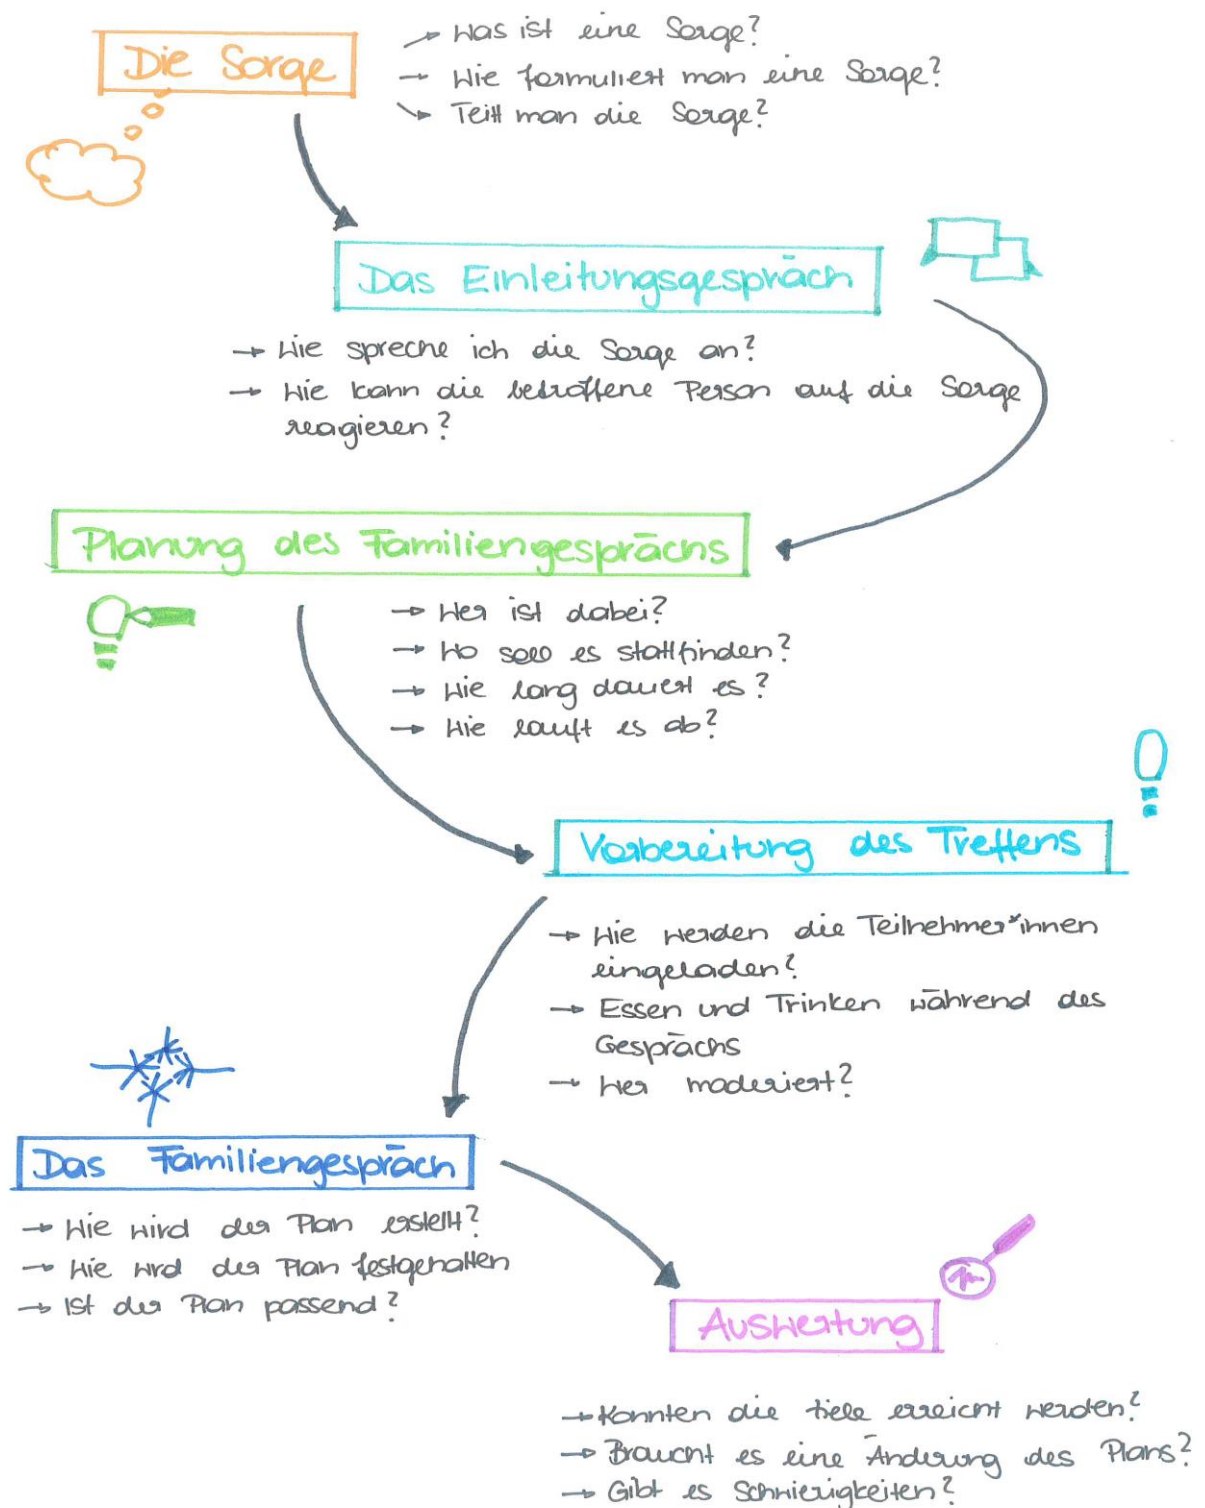 Die Sorge
→ Was ist eine Sorge?
→ Wie formuliert man eine Sorge?
→ Teilt man die Sorge?
Das Einleitungsgespräch
→ Wie spreche ich die Sorge an?
→ Wie kann die betroffene Person auf die Sorge
reagieren?
Planung des Familiengesprächs
→ Wer ist dabei?
→ Wo soll es stattfinden?
→ Wie lang dauert es?
→ Wie läuft es ab?
Vorbereitung des Treffens
→ Wie werden die Teilnehmer*innen
eingeladen?
→ Essen und Trinken während des
Gesprächs
→ Wer moderiert?
Das Familiengespräch
→ Wie wird der Plan erstellt?
→ Wie wird der Plan festgehalten
→ Ist der Plan passend?
Auswertung
→ Konnten die Ziele erreicht werden?
→ Braucht es eine Änderung des Plans?
→ Gibt es Schwierigkeiten?